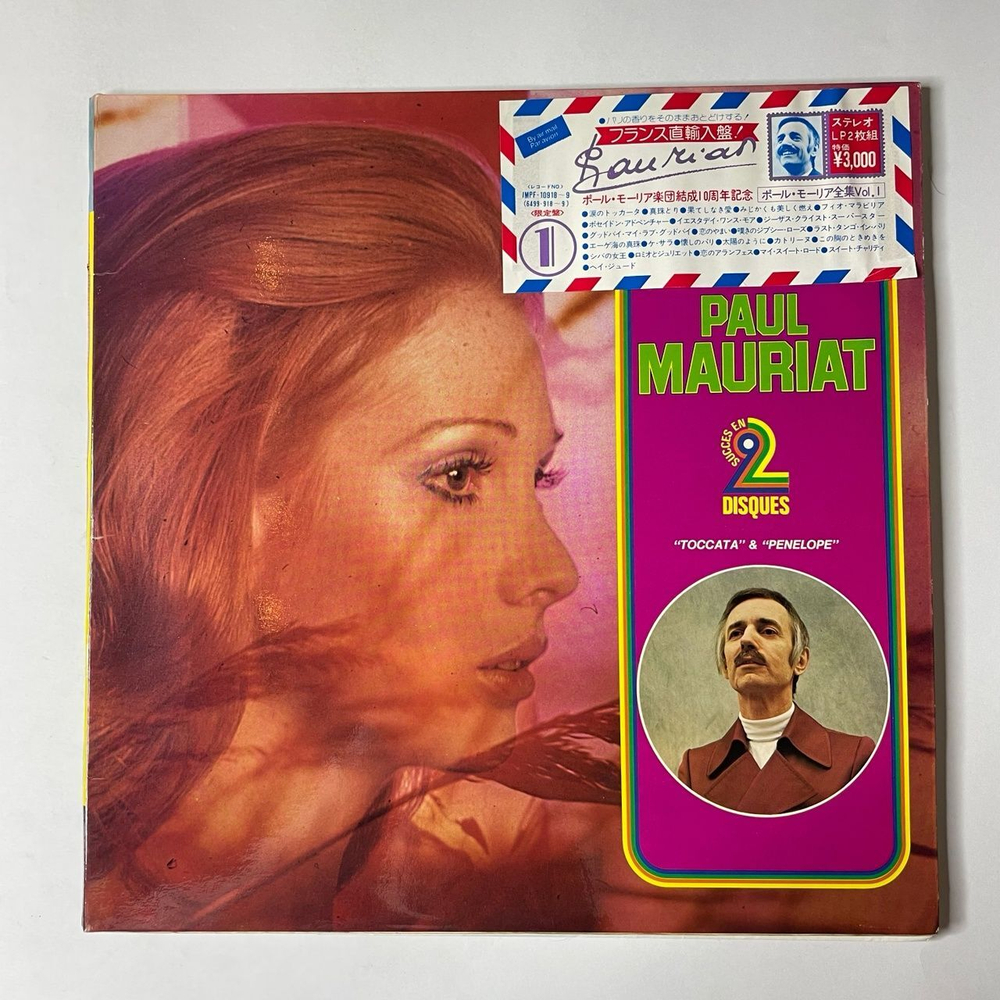 ●パリの香りをそのままおとどけする!
フランス直輸入盤!
By air mail
Par avion
Mauriat
ステレオ
LP2枚組
特価
¥3,000
〈レコードNO.〉
IMPF-10918~9
(6499-918~9)
〈限定盤〉
1
ポール・モーリア楽団結成10周年記念
ポール・モーリア全集Vol.1
●涙のトッカータ●真珠とり●果てしなき愛●みじかくも美しく燃え●フィオ・マラビリア
●ポセイドン・アドベンチャー●イエスタデイ・ワンス・モア●ジーザス・クライスト・スーパースター
●グッドバイ・マイ・ラブ・グッドバイ●恋のやまい●嘆きのジプシー・ローズ●ラスト・タンゴ・イン・パリ
●エーゲ海の真珠●ケ・サラ●懐しのパリ●太陽のように●カトリーヌ●この胸のときめきを
●シバの女王●ロミオとジュリエット●恋のアランフェス●マイ・スイート・ロード●スイート・チャリティ
●ヘイ・ジュード
PAUL
MAURIAT
SUCCES EN
2
DISQUES
"TOCCATA" & "PENELOPE"